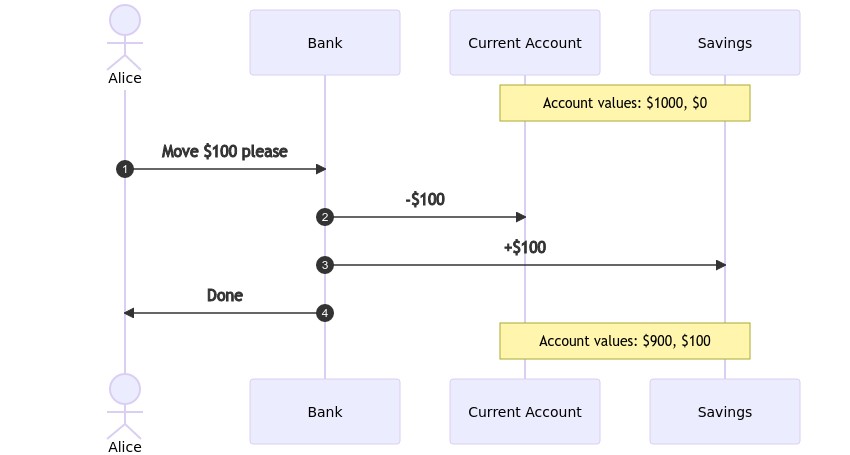 Alice
Bank
Current Account
Savings
Account values: $1000, $0
Move $100 please
1
-$100
2
+$100
3
Done
4
Account values: $900, $100
Alice
Bank
Current Account
Savings